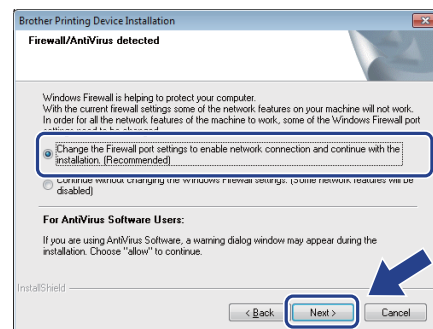 Brother Printing Device Installation
Firewall/AntiVirus detected
Windows Firewall is helping to protect your computer.
With the current firewall settings some of the network features on your machine will not work.
In order for all the network features of the machine to work, some of the Windows Firewall port
settings need to be changed.
Change the Firewall port settings to enable network connection and continue with the
installation. (Recommended)
Continue without changing the Windows Firewall settings. (Some network features will be
disabled)
For AntiVirus Software Users:
If you are using AntiVirus Software, a warning dialog window may appear during the
installation. Choose "allow" to continue.
InstallShield
< Back Next > Cancel